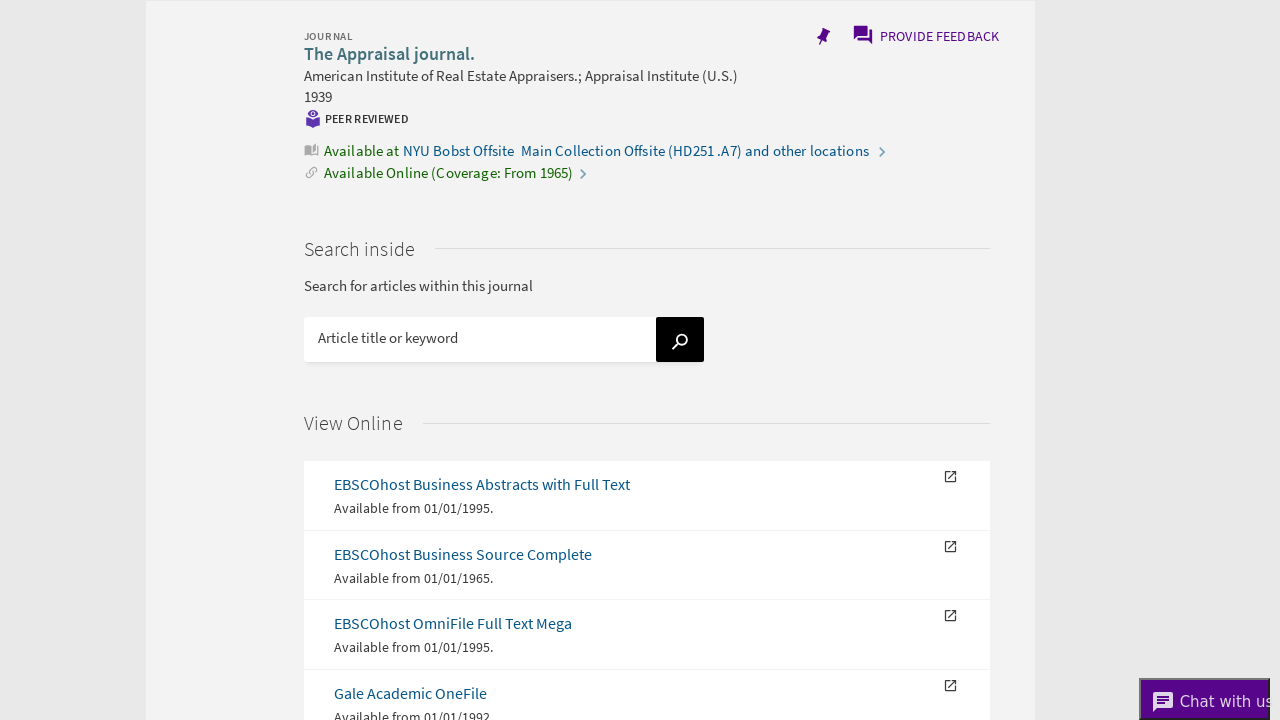 JOURNAL
PROVIDE FEEDBACK
The Appraisal journal.
American Institute of Real Estate Appraisers.; Appraisal Institute (U.S.)
1939
PEER REVIEWED
Available at NYU Bobst Offsite Main Collection Offsite (HD251 .A7) and other locations
Available Online (Coverage: From 1965)
Search inside
Search for articles within this journal
Article title or keyword
View Online
EBSCOhost Business Abstracts with Full Text
Available from 01/01/1995.
EBSCOhost Business Source Complete
Available from 01/01/1965.
EBSCOhost OmniFile Full Text Mega
Available from 01/01/1995.
Gale Academic OneFile
Available from 01/01/1992
Chat with us